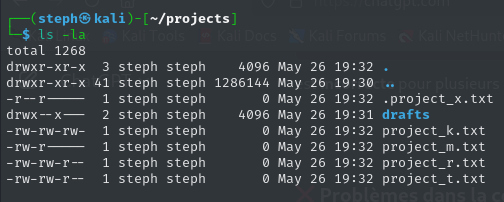 ┌──(steph㉿kali)-[~/projects]
└─$ ls -la
total 1268
drwxr-xr-x  3 steph steph    4096 May 26 19:32 .
drwxr-xr-x 41 steph steph 1286144 May 26 19:30 ..
-r--r-----  1 steph steph       0 May 26 19:32 .project_x.txt
drwx--x---  2 steph steph    4096 May 26 19:31 drafts
-rw-rw-rw-  1 steph steph       0 May 26 19:32 project_k.txt
-rw-r-----  1 steph steph       0 May 26 19:32 project_m.txt
-rw-rw-r--  1 steph steph       0 May 26 19:32 project_r.txt
-rw-rw-r--  1 steph steph       0 May 26 19:32 project_t.txt